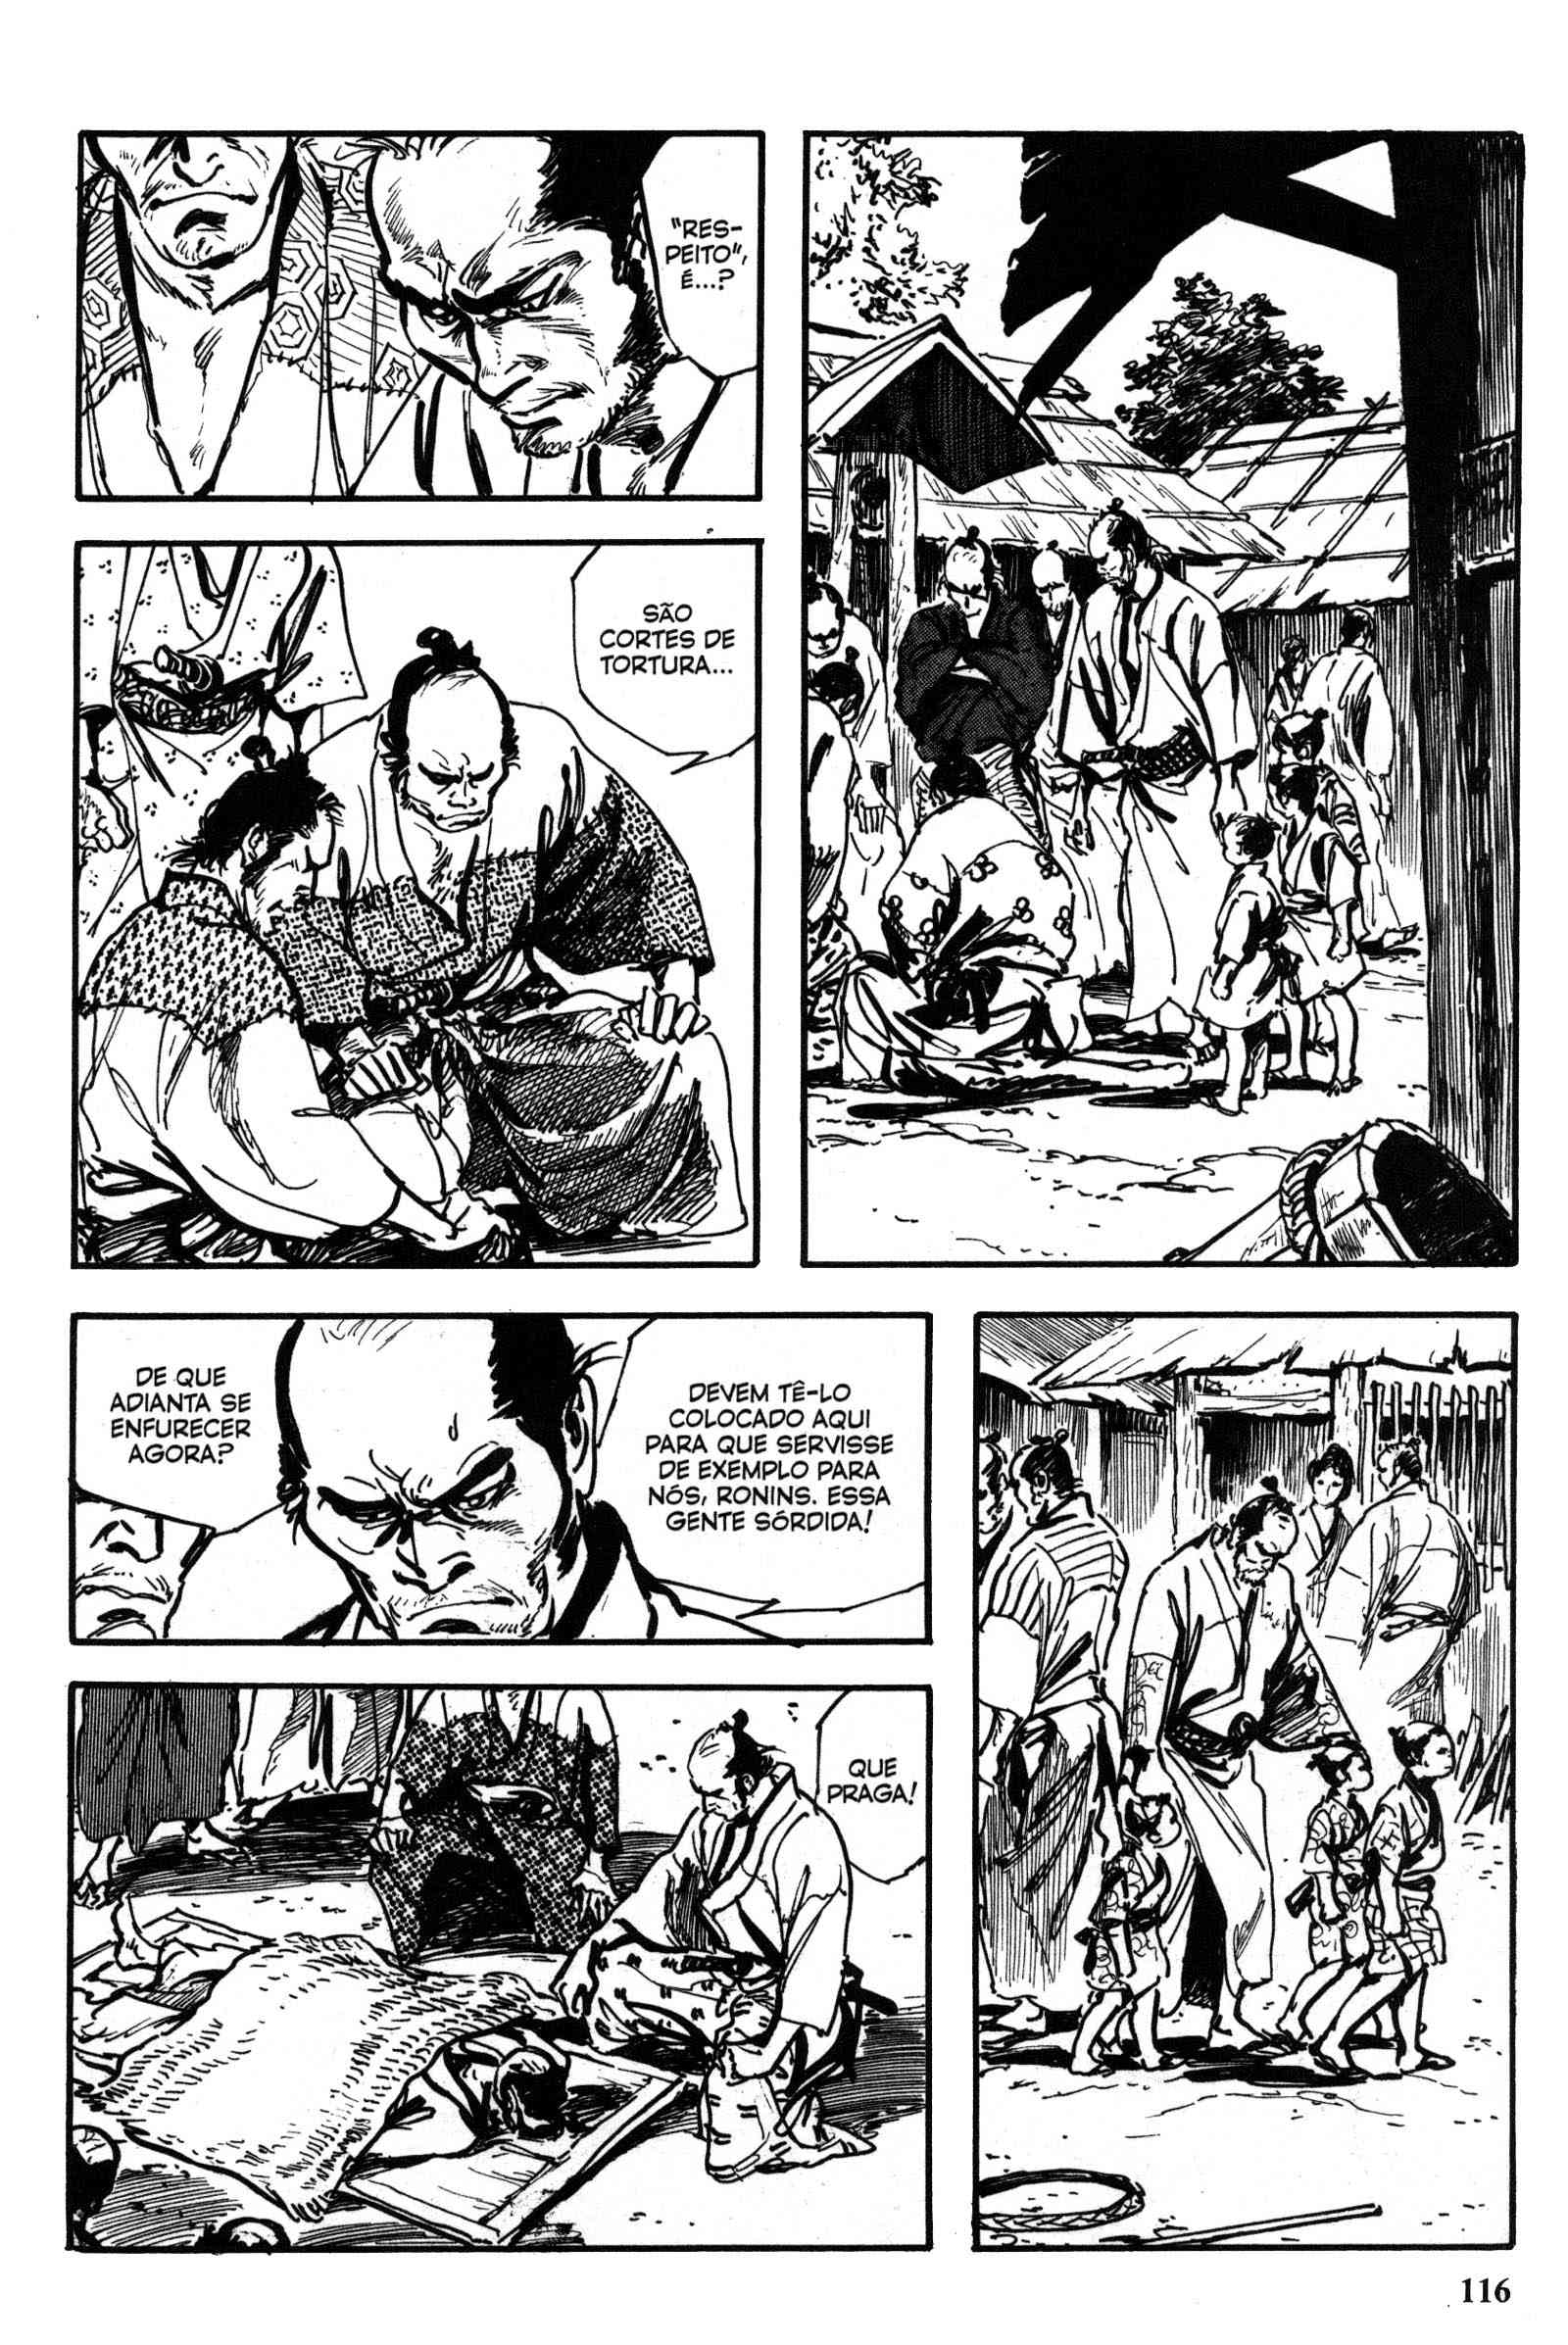 "RES-
PEITO",
É...?
SÃO
CORTES DE
TORTURA...
DEVEM TÊ-LO
COLOCADO AQUI
PARA QUE SERVISSE
DE EXEMPLO PARA
NÓS, RONINS. ESSA
GENTE SÓRDIDA!
DE QUE
ADIANTA SE
ENFURECER
AGORA?
QUE
PRAGA!
116